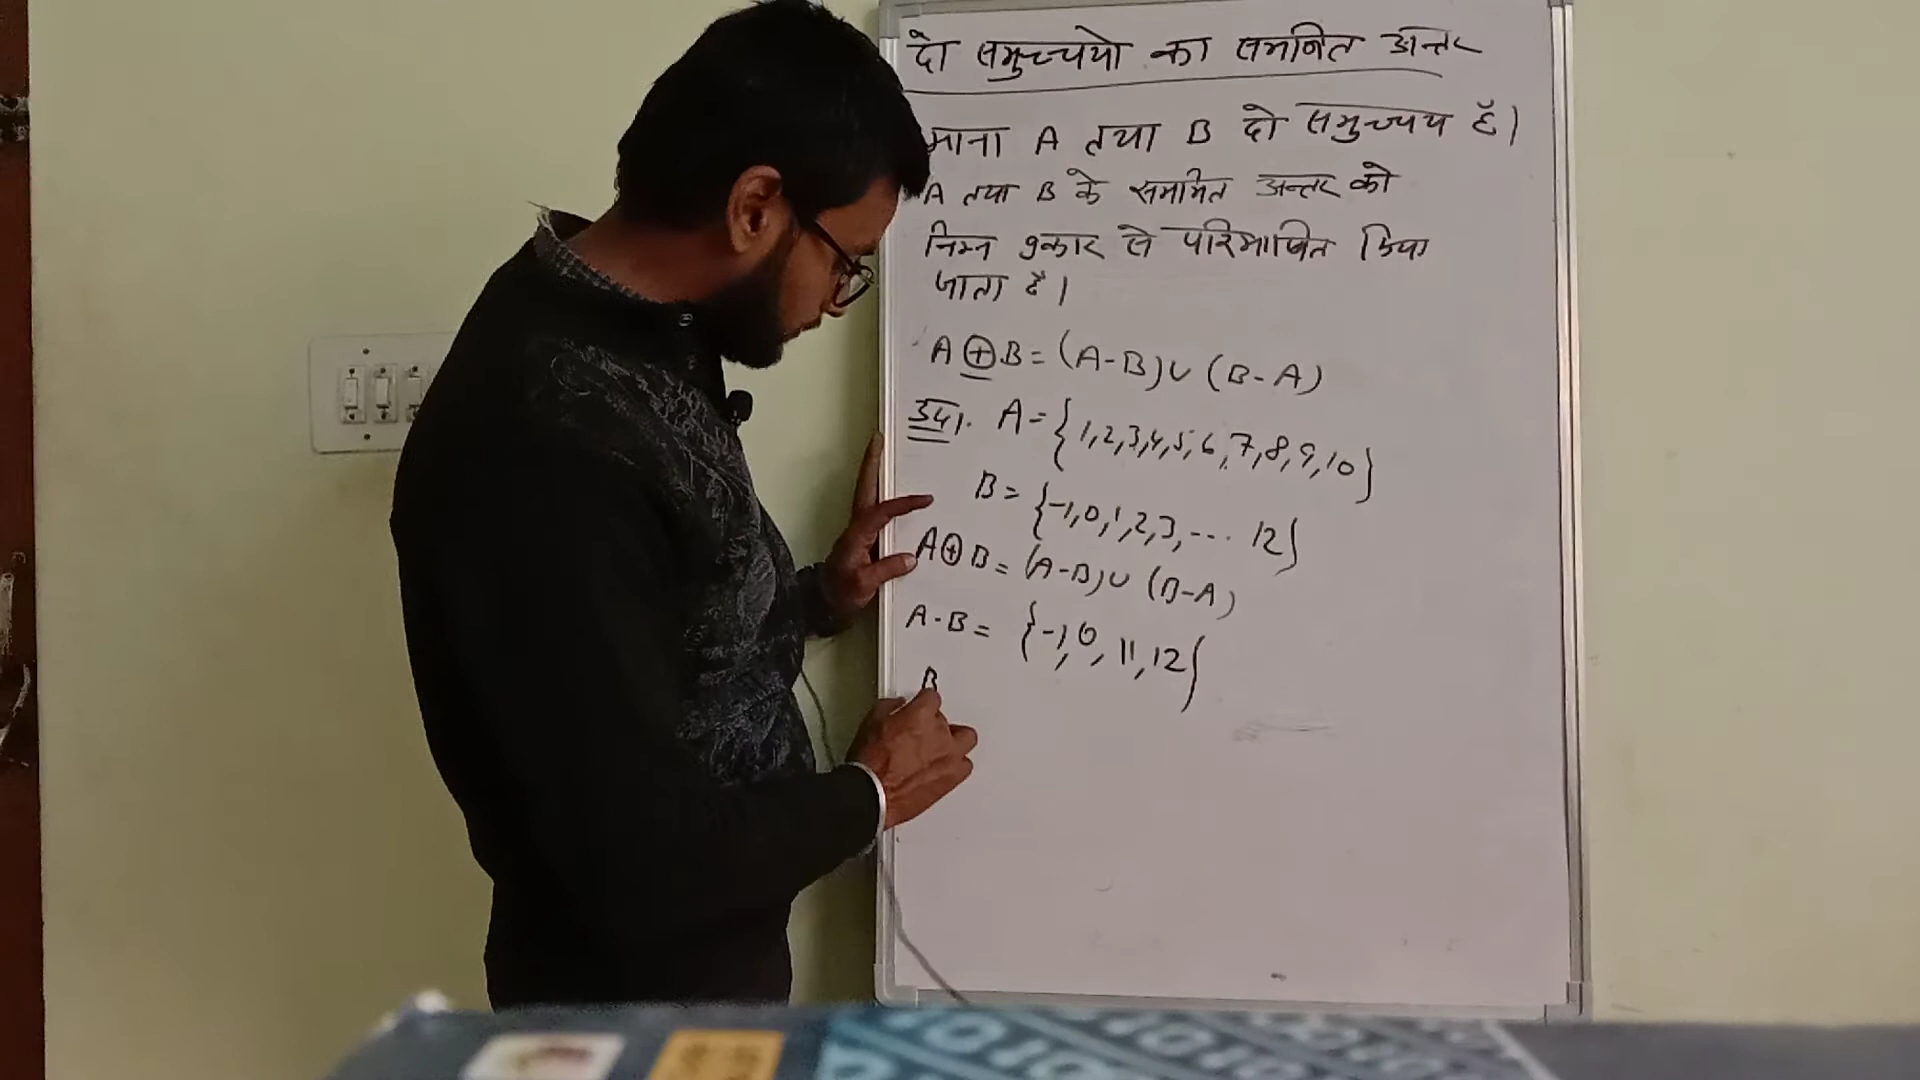 दो समुच्चयो का सममित अन्तर
माना A तथा B दो समुच्चय हैं।
A तथा B के सममित अन्तर को
निम्न प्रकार से परिभाषित किया
जाता है।
A ⊕ B = (A-B) ∪ (B-A)
उदा. A = {1,2,3,4,5,6,7,8,9,10}
B = {-1,0,1,2,3,.... 12}
A ⊕ B = (A-B) ∪ (B-A)
A-B = {-1,0,11,12}
B